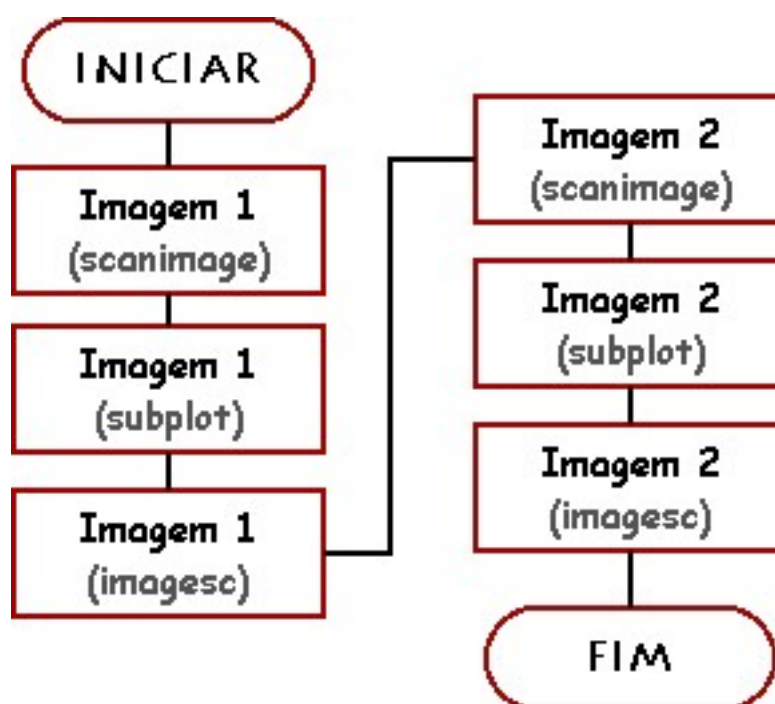 INICIAR
Imagem 1
(scanimage)
Imagem 1
(subplot)
Imagem 1
(imagesc)
Imagem 2
(scanimage)
Imagem 2
(subplot)
Imagem 2
(imagesc)
FIM